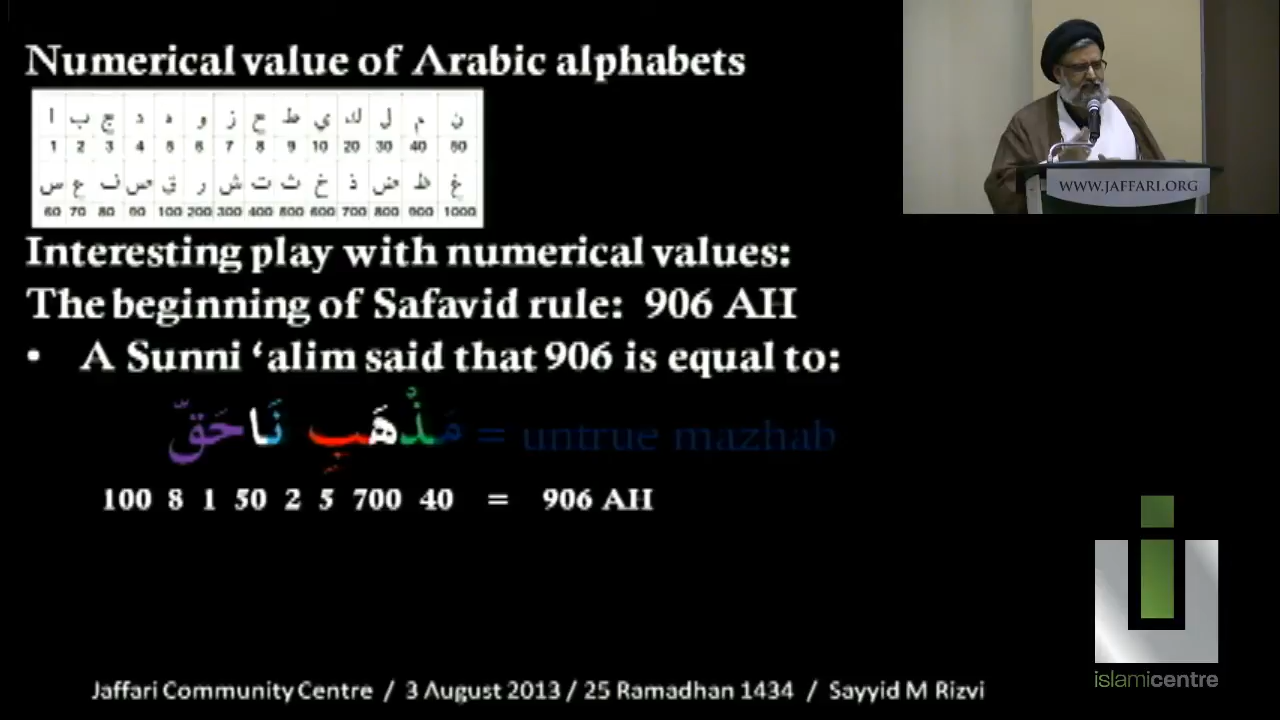 Numerical value of Arabic alphabets
ا ب ج د ه و ز ح ط ي ك ل م ن
1 2 3 4 5 6 7 8 9 10 20 30 40 50
س ع ف ص ق ر ش ت ث خ ذ ض ظ غ
60 70 80 90 100 200 300 400 500 600 700 800 900 1000
Interesting play with numerical values:
The beginning of Safavid rule: 906 AH
• A Sunni ‘alim said that 906 is equal to:
مَذْهَبِ نَاحَقّ = untrue mazhab
100 8 1 50 2 5 700 40 = 906 AH
Jaffari Community Centre / 3 August 2013 / 25 Ramadhan 1434 / Sayyid M Rizvi
WWW.JAFFARI.ORG
islamicentre